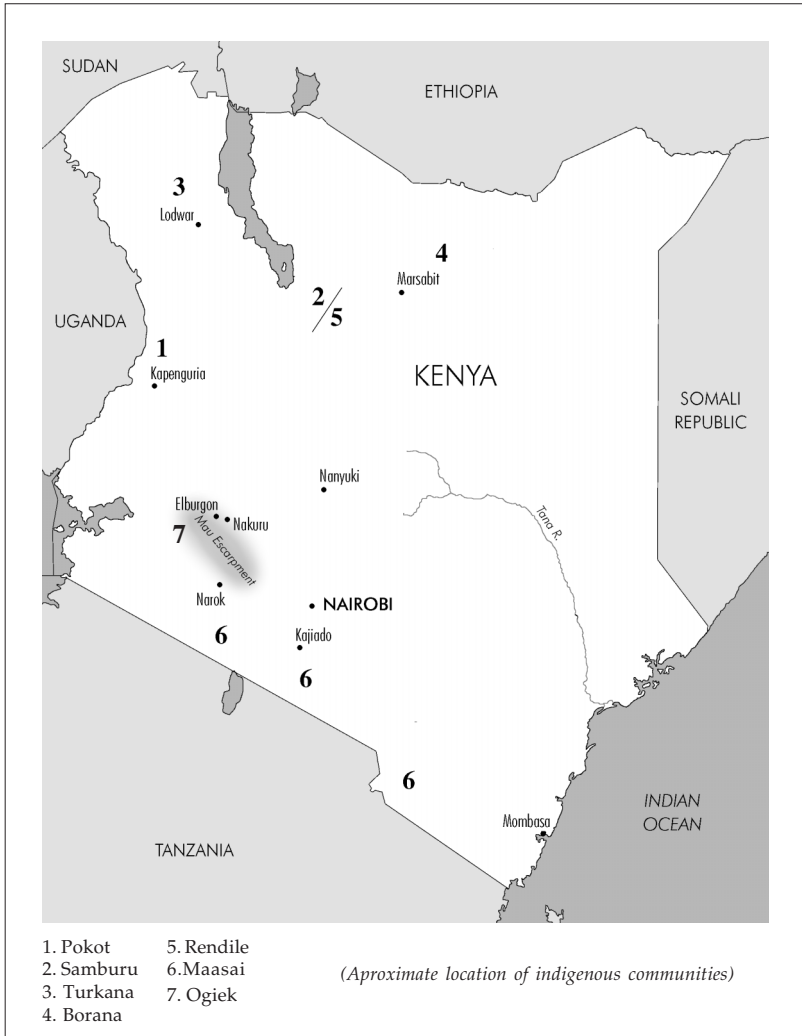 SUDAN
ETHIOPIA
3
Lodwar
4
Marsabit
2
5
UGANDA
1
Kapenguria
KENYA
SOMALI
REPUBLIC
Nanyuki
Elburgon
Nakuru
7
Mau Escarpment
Tana R.
Narok
NAIROBI
6
Kajiado
6
6
Mombasa
INDIAN
OCEAN
TANZANIA
1. Pokot
2. Samburu
3. Turkana
4. Borana
5. Rendile
6.Maasai
7. Ogiek
(Aproximate location of indigenous communities)